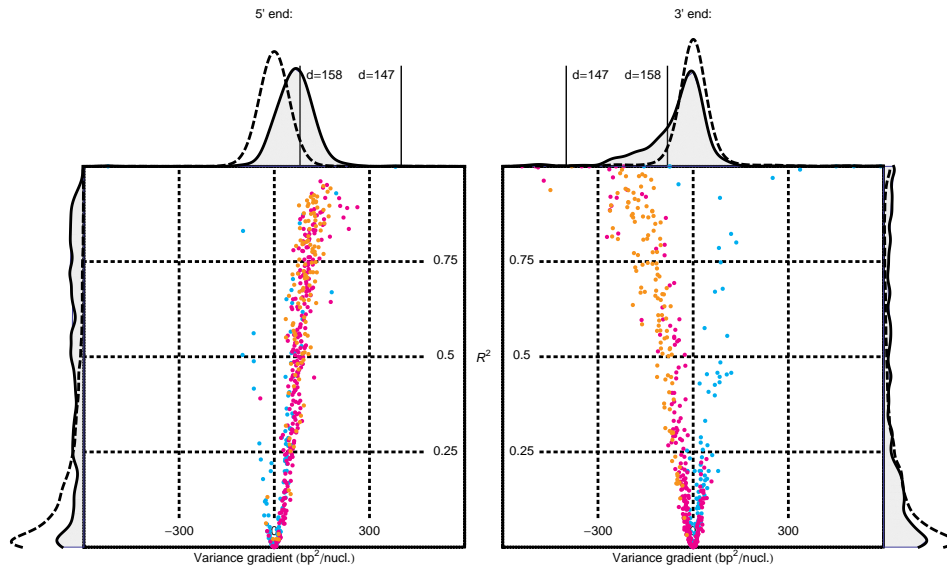 5' end:
3' end:
d=158
d=147
d=147
d=158
0.75
0.75
0.5
R²
0.5
0.25
0.25
−300
0
300
−300
0
300
Variance gradient (bp²/nucl.)
Variance gradient (bp²/nucl.)